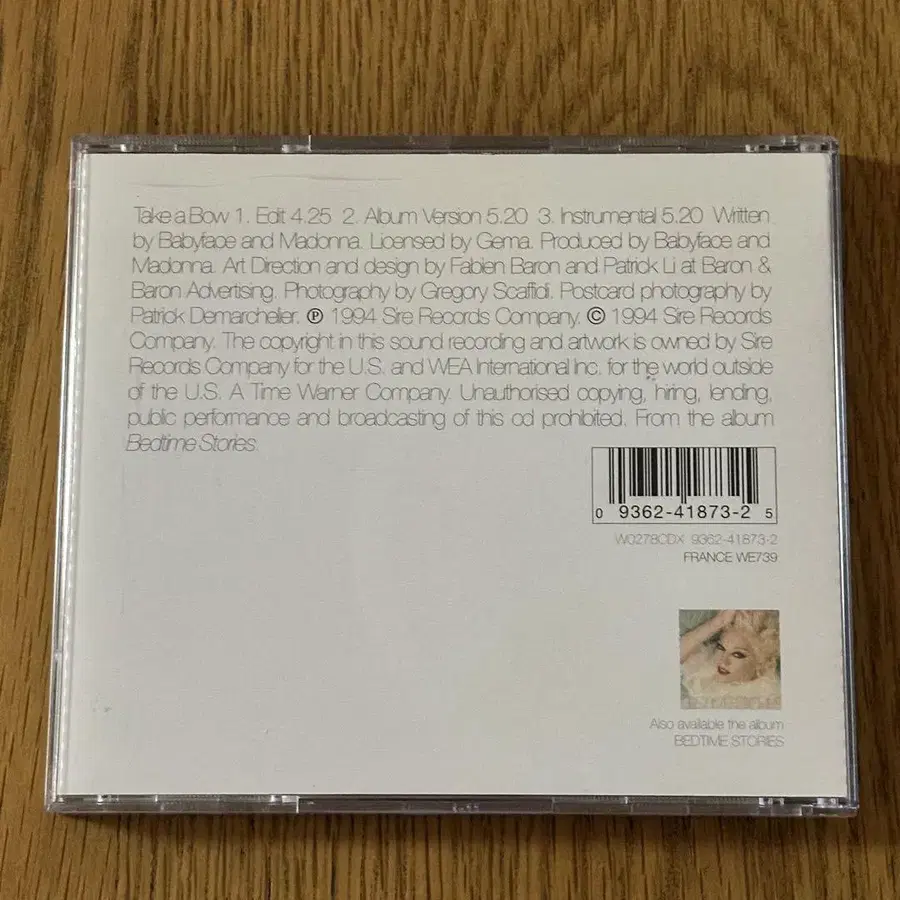 Take a Bow 1. Edit 4.25 2. Album Version 5.20 3. Instrumental 5.20 Written
by Babyface and Madonna. Licensed by Gema. Produced by Babyface and
Madonna. Art Direction and design by Fabien Baron and Patrick Li at Baron &
Baron Advertising. Photography by Gregory Scaffidi. Postcard photography by
Patrick Demarchelier. ℗ 1994 Sire Records Company. © 1994 Sire Records
Company. The copyright in this sound recording and artwork is owned by Sire
Records Company for the U.S. and WEA International Inc. for the world outside
of the U.S. A Time Warner Company. Unauthorised copying, hiring, lending,
public performance and broadcasting of this cd prohibited. From the album
Bedtime Stories.
0 9362-41873-2 5
W0278CDX 9362-41873-2
FRANCE WE739
Also available the album
BEDTIME STORIES